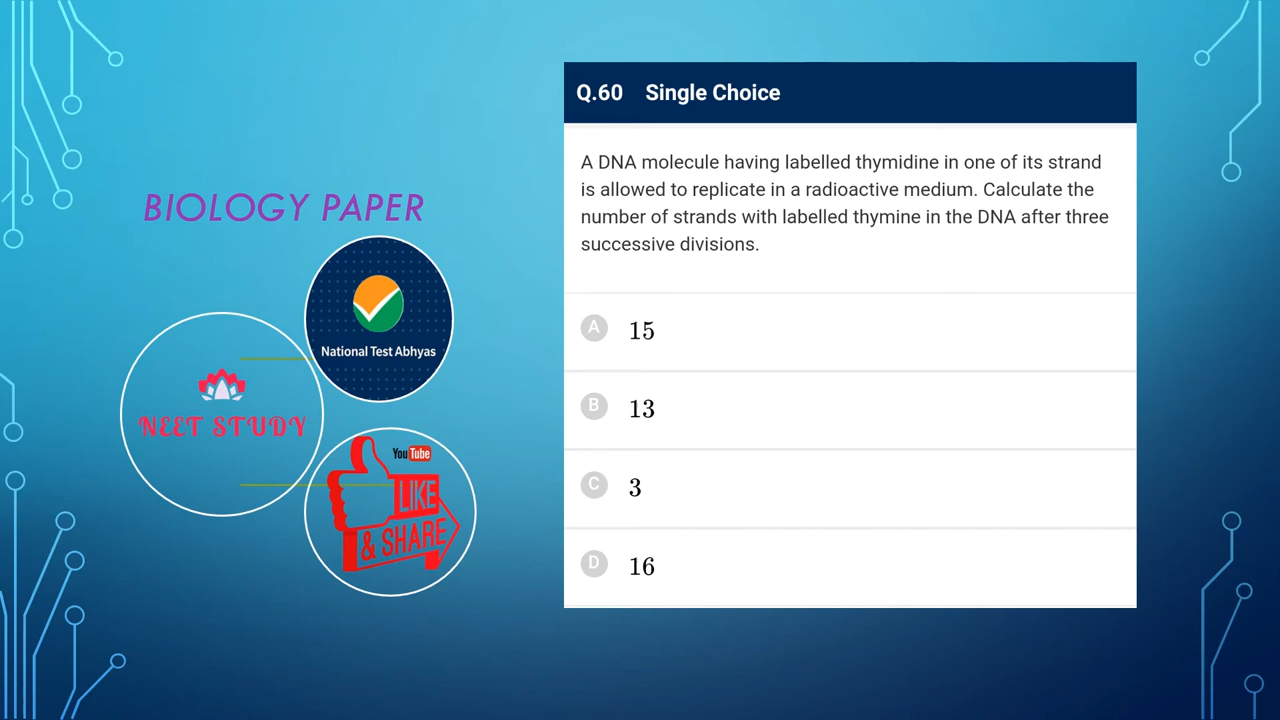 BIOLOGY PAPER
National Test Abhyas
NEET STUDY
YouTube
LIKE
& SHARE
Q.60 Single Choice
A DNA molecule having labelled thymidine in one of its strand
is allowed to replicate in a radioactive medium. Calculate the
number of strands with labelled thymine in the DNA after three
successive divisions.
A 15
B 13
C 3
D 16